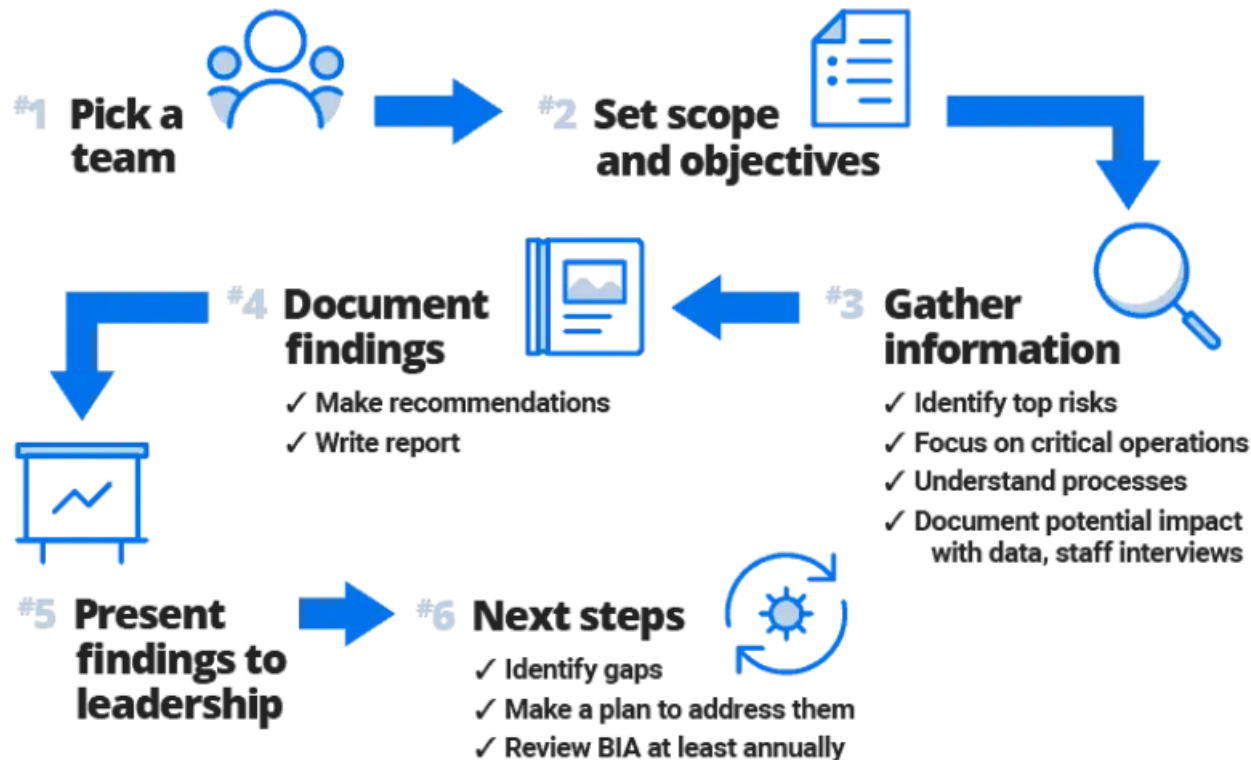 #1 Pick a
team
#2 Set scope
and objectives
#3 Gather
information
✓ Identify top risks
✓ Focus on critical operations
✓ Understand processes
✓ Document potential impact
with data, staff interviews
#4 Document
findings
✓ Make recommendations
✓ Write report
#5 Present
findings to
leadership
#6 Next steps
✓ Identify gaps
✓ Make a plan to address them
✓ Review BIA at least annually